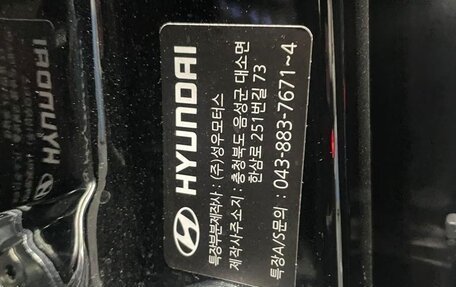 HYUNDAI
특장부분제작사 : (주)성우모터스
제작사주소지 : 충청북도 음성군 대소면
한삼로 251번길 73
특장A/S문의 : 043-883-7671~4